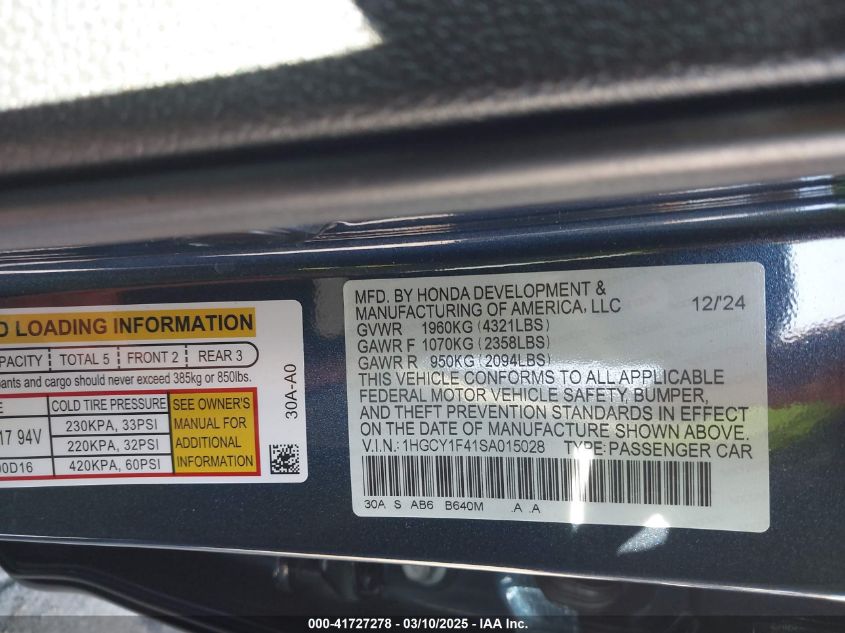 D LOADING INFORMATION
PACITY TOTAL 5 FRONT 2 REAR 3
pants and cargo should never exceed 385kg or 850lbs.
E COLD TIRE PRESSURE SEE OWNER'S MANUAL FOR ADDITIONAL INFORMATION
17 94V 230KPA, 33PSI
220KPA, 32PSI
00D16 420KPA, 60PSI
30A-A0
MFD. BY HONDA DEVELOPMENT &
MANUFACTURING OF AMERICA, LLC 12/'24
GVWR 1960KG (4321LBS)
GAWR F 1070KG (2358LBS)
GAWR R 950KG (2094LBS)
THIS VEHICLE CONFORMS TO ALL APPLICABLE
FEDERAL MOTOR VEHICLE SAFETY, BUMPER,
AND THEFT PREVENTION STANDARDS IN EFFECT
ON THE DATE OF MANUFACTURE SHOWN ABOVE.
V.I.N.: 1HGCY1F41SA015028 TYPE: PASSENGER CAR
30A S AB6 B640M .A .A
000-41727278 - 03/10/2025 - IAA Inc.